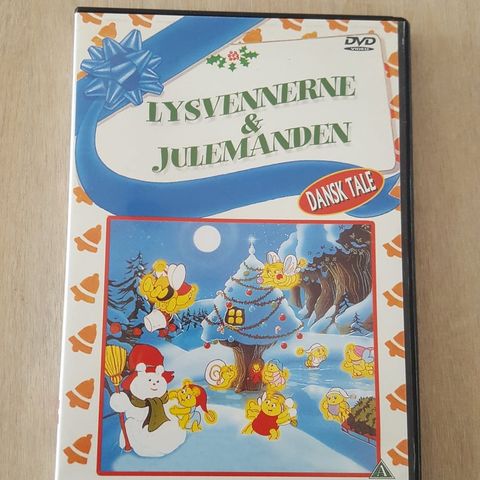 DVD
VIDEO
LYSVENNERNE
&
JULEMANDEN
DANSK TALE
A